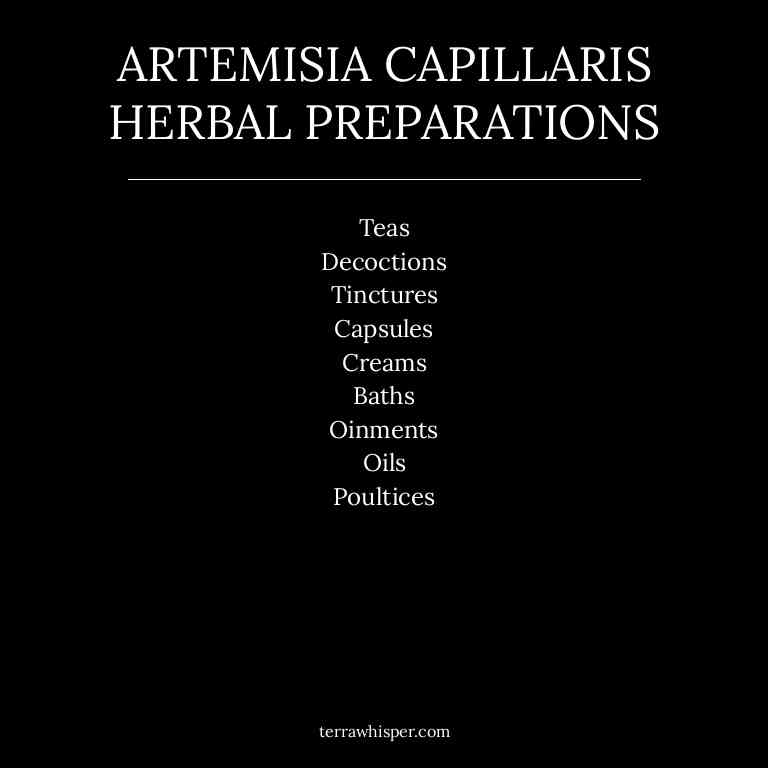 ARTEMISIA CAPILLARIS
HERBAL PREPARATIONS
Teas
Decoctions
Tinctures
Capsules
Creams
Baths
Oinments
Oils
Poultices
terrawhisper.com